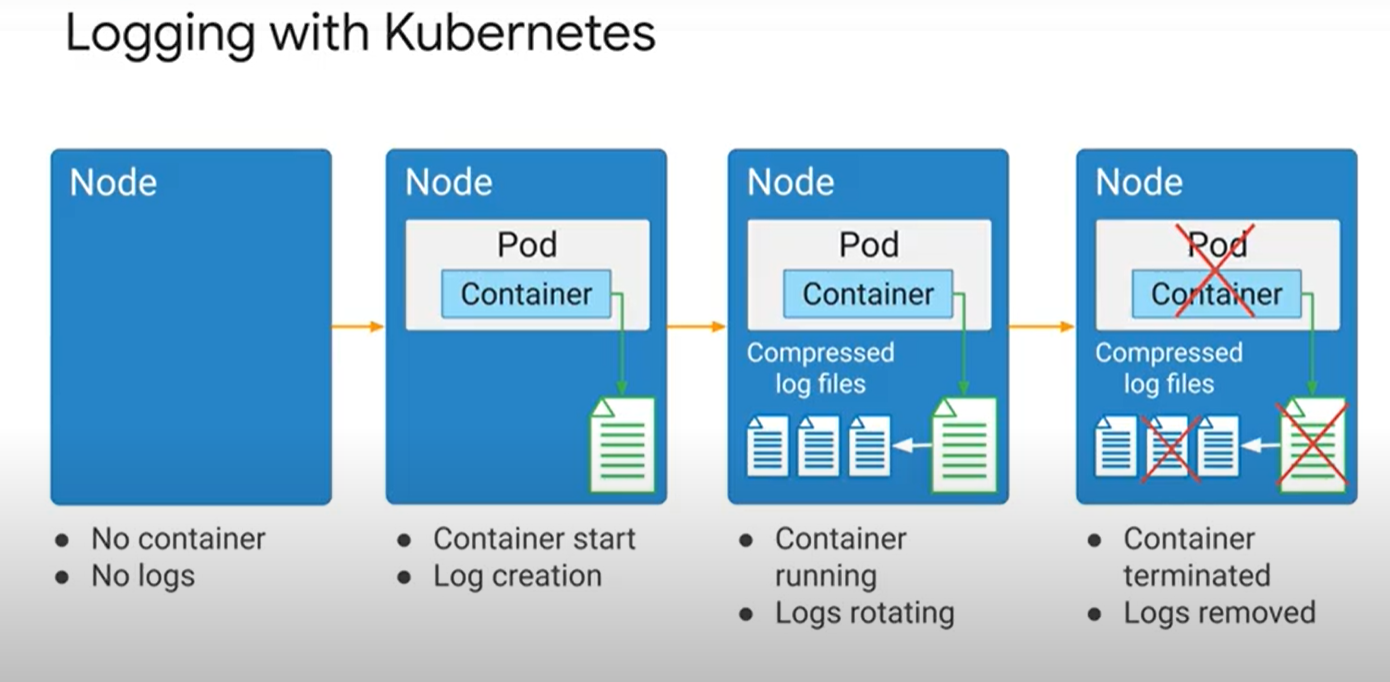 Logging with Kubernetes
Node
Node
Pod
Container
Node
Pod
Container
Compressed
log files
Node
Pod
Container
Compressed
log files
● No container
● No logs
● Container start
● Log creation
● Container
running
● Logs rotating
● Container
terminated
● Logs removed